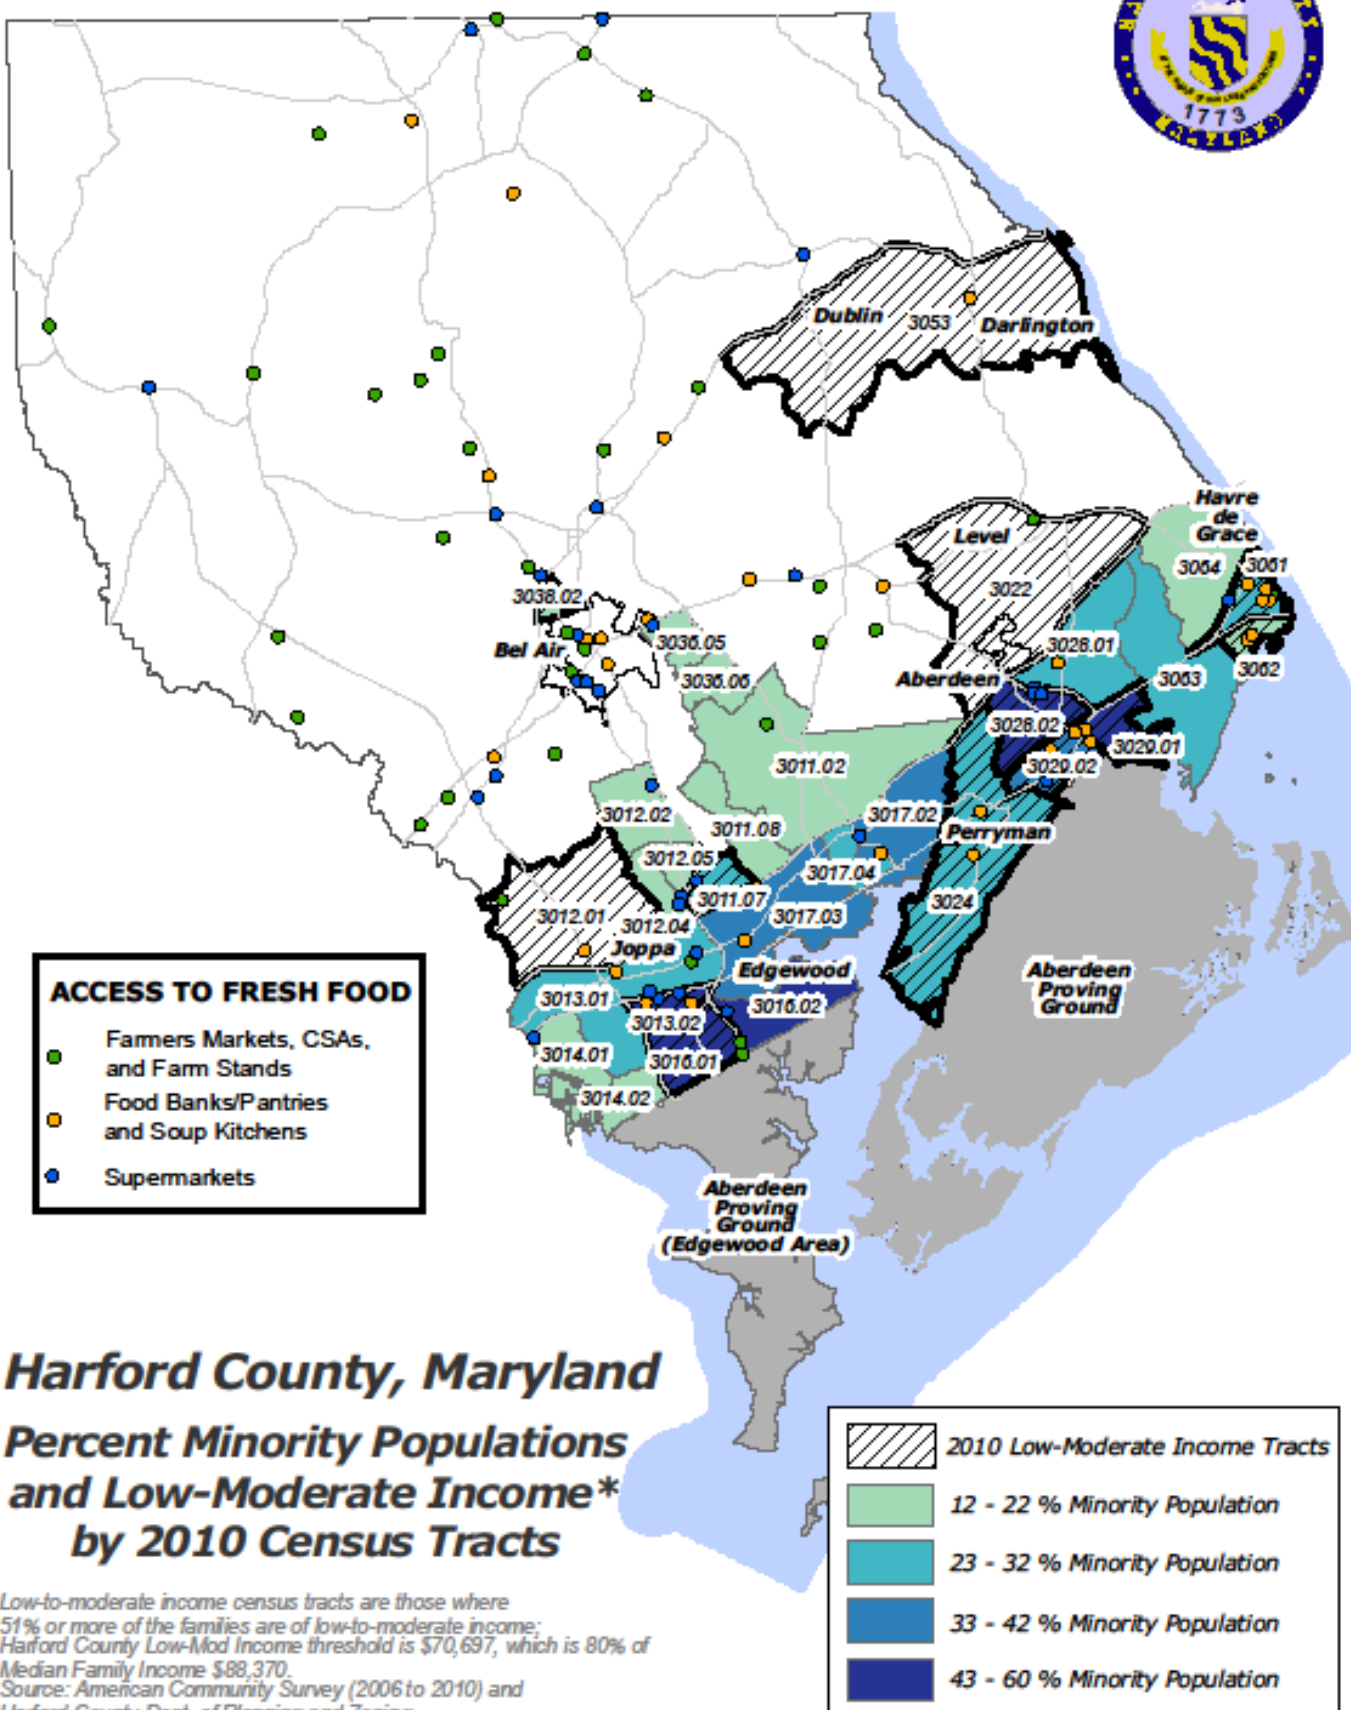 1773
Dublin
3053
Darlington
Havre
de
Grace
Level
3064
3061
3022
3038.02
3036.05
Bel Air
3028.01
3062
3036.06
Aberdeen
3063
3028.02
3029.01
3011.02
3029.02
3012.02
3017.02
3011.08
Perryman
3012.05
3017.04
3011.07
3024
3012.01
3012.04
3017.03
Joppa
Edgewood
Aberdeen
Proving
Ground
3013.01
3016.02
3013.02
3014.01
3016.01
3014.02
ACCESS TO FRESH FOOD
Farmers Markets, CSAs,
and Farm Stands
Food Banks/Pantries
and Soup Kitchens
Supermarkets
Aberdeen
Proving
Ground
(Edgewood Area)
Harford County, Maryland
Percent Minority Populations
and Low-Moderate Income*
by 2010 Census Tracts
Low-to-moderate income census tracts are those where
51% or more of the families are of low-to-moderate income;
Harford County Low-Mod Income threshold is $70,697, which is 80% of
Median Family Income $88,370.
Source: American Community Survey (2006 to 2010) and
2010 Low-Moderate Income Tracts
12 - 22 % Minority Population
23 - 32 % Minority Population
33 - 42 % Minority Population
43 - 60 % Minority Population